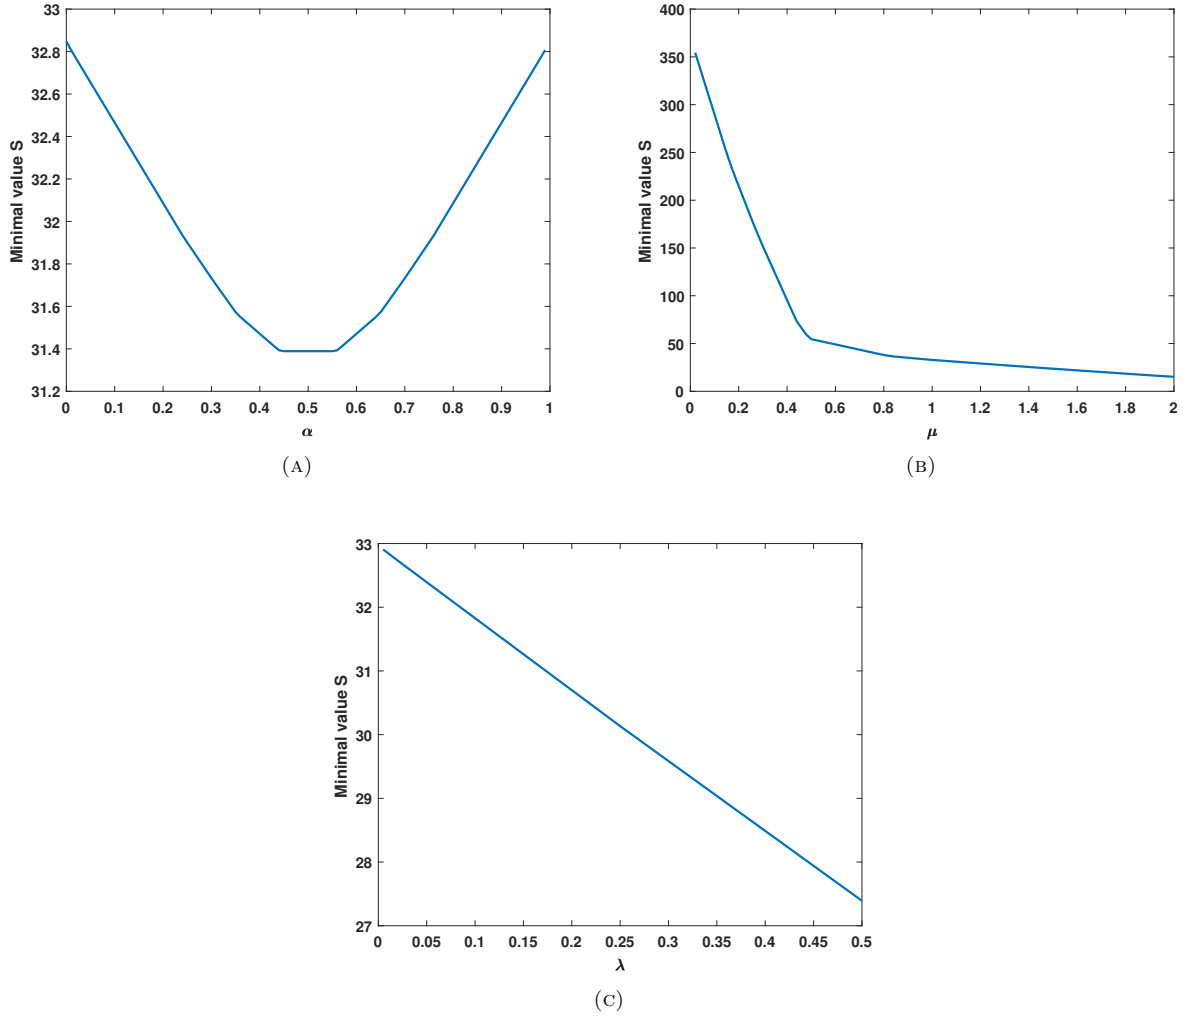 33
32.8
32.6
32.4
32.2
32
31.8
31.6
31.4
31.2
Minimal value S
0 0.1 0.2 0.3 0.4 0.5 0.6 0.7 0.8 0.9 1
α
(A)
400
350
300
250
200
150
100
50
0
Minimal value S
0 0.2 0.4 0.6 0.8 1 1.2 1.4 1.6 1.8 2
μ
(B)
33
32
31
30
29
28
27
Minimal value S
0 0.05 0.1 0.15 0.2 0.25 0.3 0.35 0.4 0.45 0.5
λ
(C)